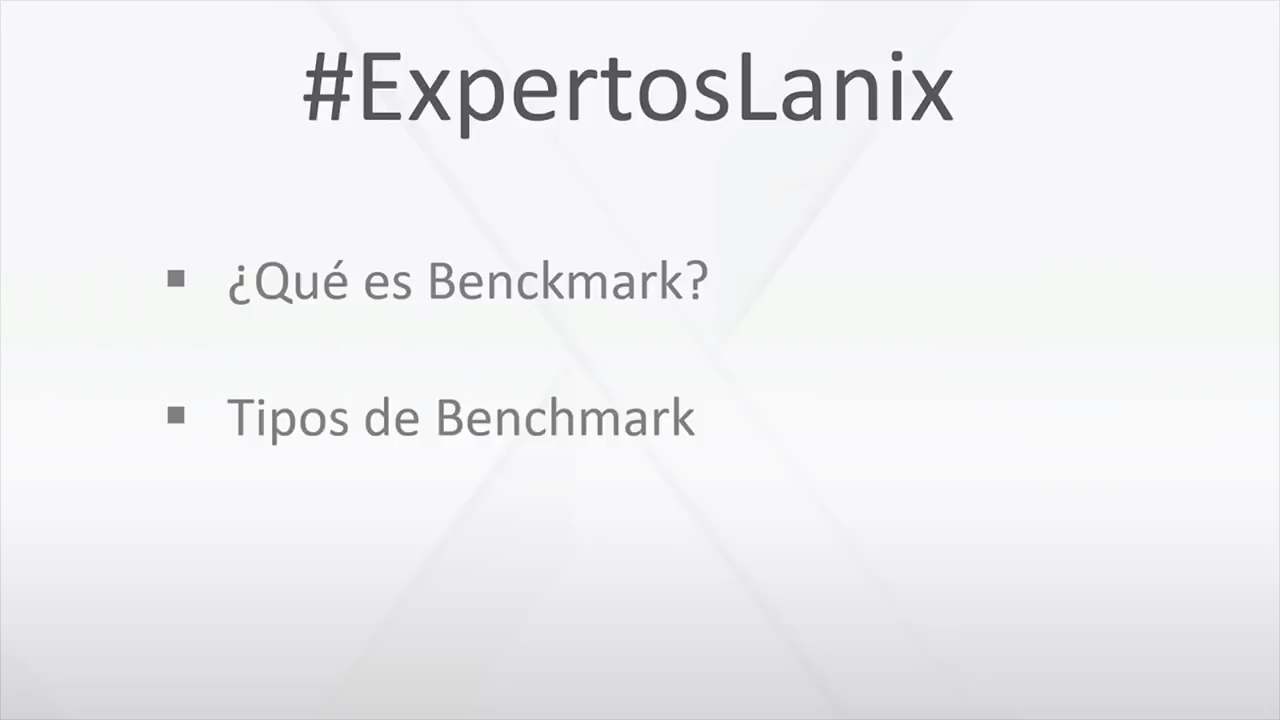 #ExpertosLanix
▪ ¿Qué es Benckmark?
▪ Tipos de Benchmark